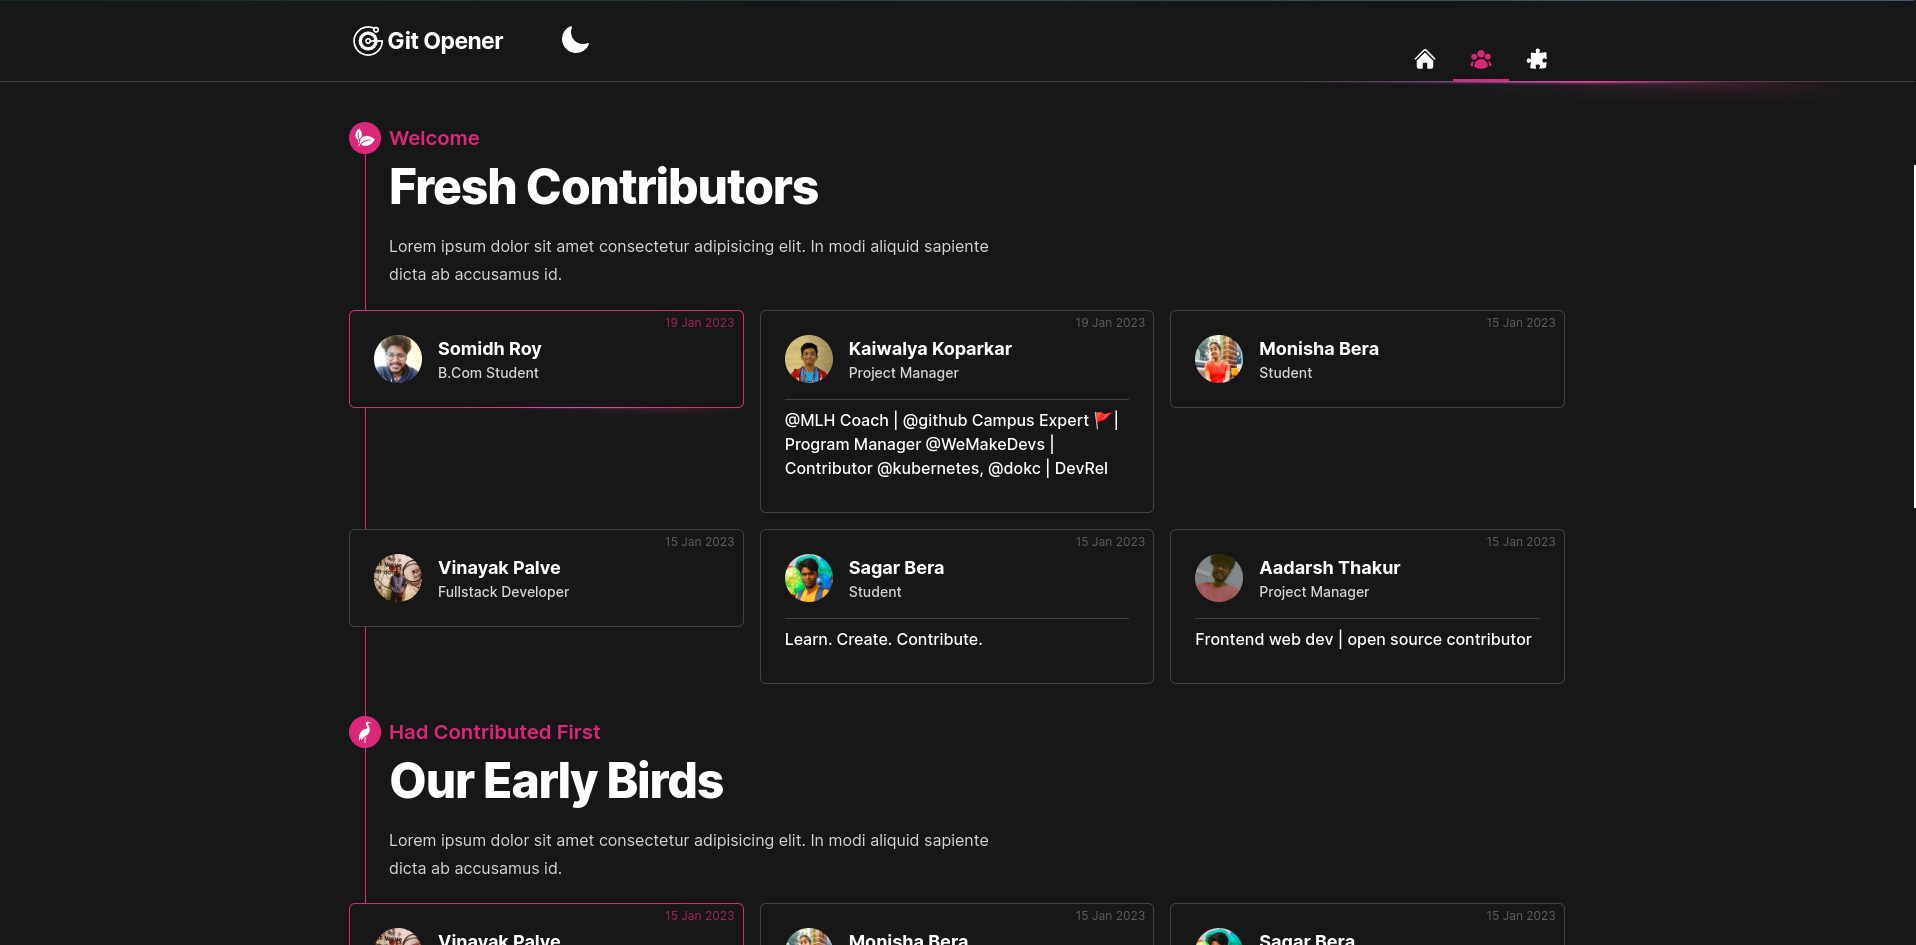 Git Opener
Welcome
Fresh Contributors
Lorem ipsum dolor sit amet consectetur adipisicing elit. In modi aliquid sapiente
dicta ab accusamus id.
19 Jan 2023
Somidh Roy
B.Com Student
19 Jan 2023
Kaiwalya Koparkar
Project Manager
@MLH Coach | @github Campus Expert 🚩|
Program Manager @WeMakeDevs |
Contributor @kubernetes, @dokc | DevRel
15 Jan 2023
Monisha Bera
Student
15 Jan 2023
Vinayak Palve
Fullstack Developer
15 Jan 2023
Sagar Bera
Student
Learn. Create. Contribute.
15 Jan 2023
Aadarsh Thakur
Project Manager
Frontend web dev | open source contributor
Had Contributed First
Our Early Birds
Lorem ipsum dolor sit amet consectetur adipisicing elit. In modi aliquid sapiente
dicta ab accusamus id.
15 Jan 2023
Vinayak Palve
15 Jan 2023
Monisha Bera
15 Jan 2023
Sagar Bera